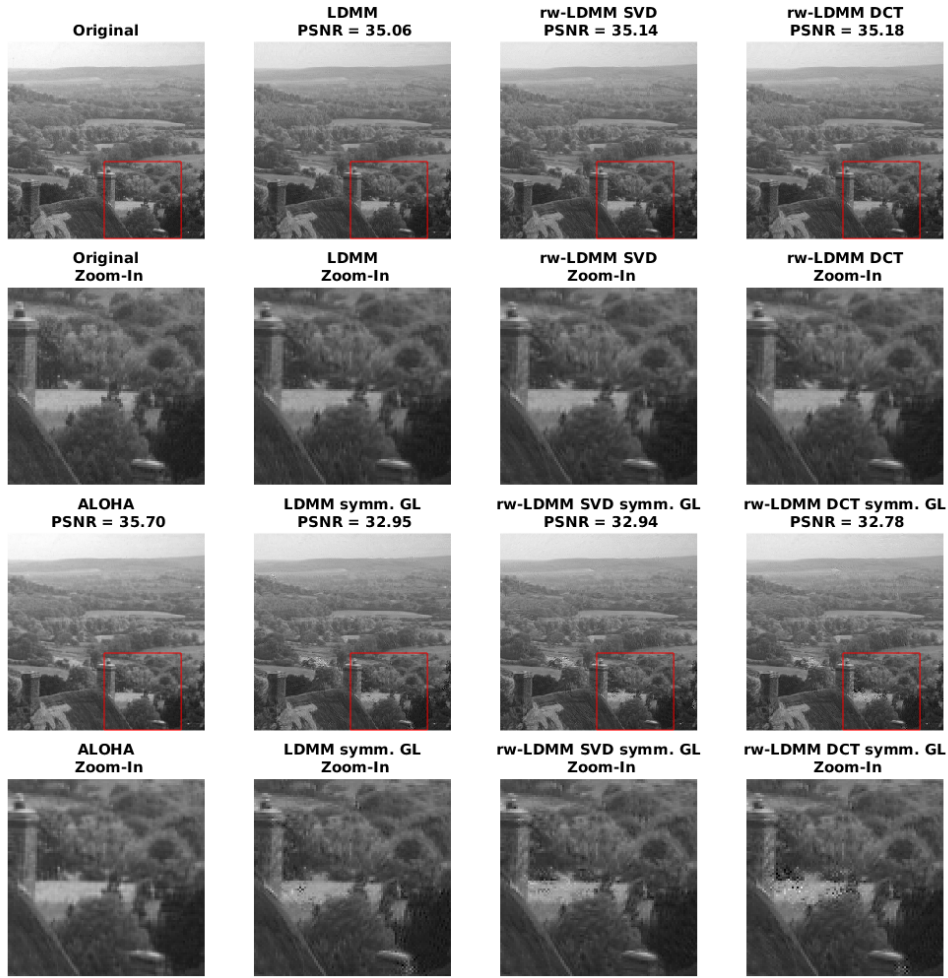 Original
LDMM
PSNR = 35.06
rw-LDMM SVD
PSNR = 35.14
rw-LDMM DCT
PSNR = 35.18
Original
Zoom-In
LDMM
Zoom-In
rw-LDMM SVD
Zoom-In
rw-LDMM DCT
Zoom-In
ALOHA
PSNR = 35.70
LDMM symm. GL
PSNR = 32.95
rw-LDMM SVD symm. GL
PSNR = 32.94
rw-LDMM DCT symm. GL
PSNR = 32.78
ALOHA
Zoom-In
LDMM symm. GL
Zoom-In
rw-LDMM SVD symm. GL
Zoom-In
rw-LDMM DCT symm. GL
Zoom-In